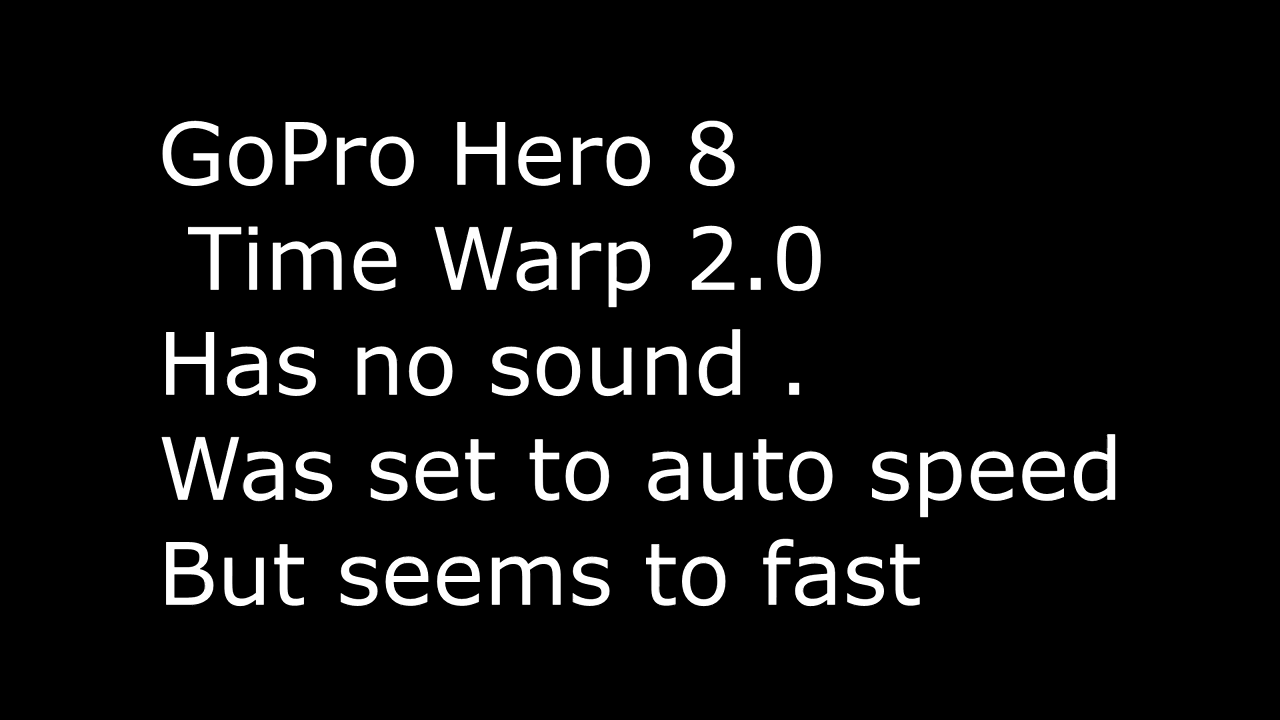 GoPro Hero 8
Time Warp 2.0
Has no sound .
Was set to auto speed
But seems to fast